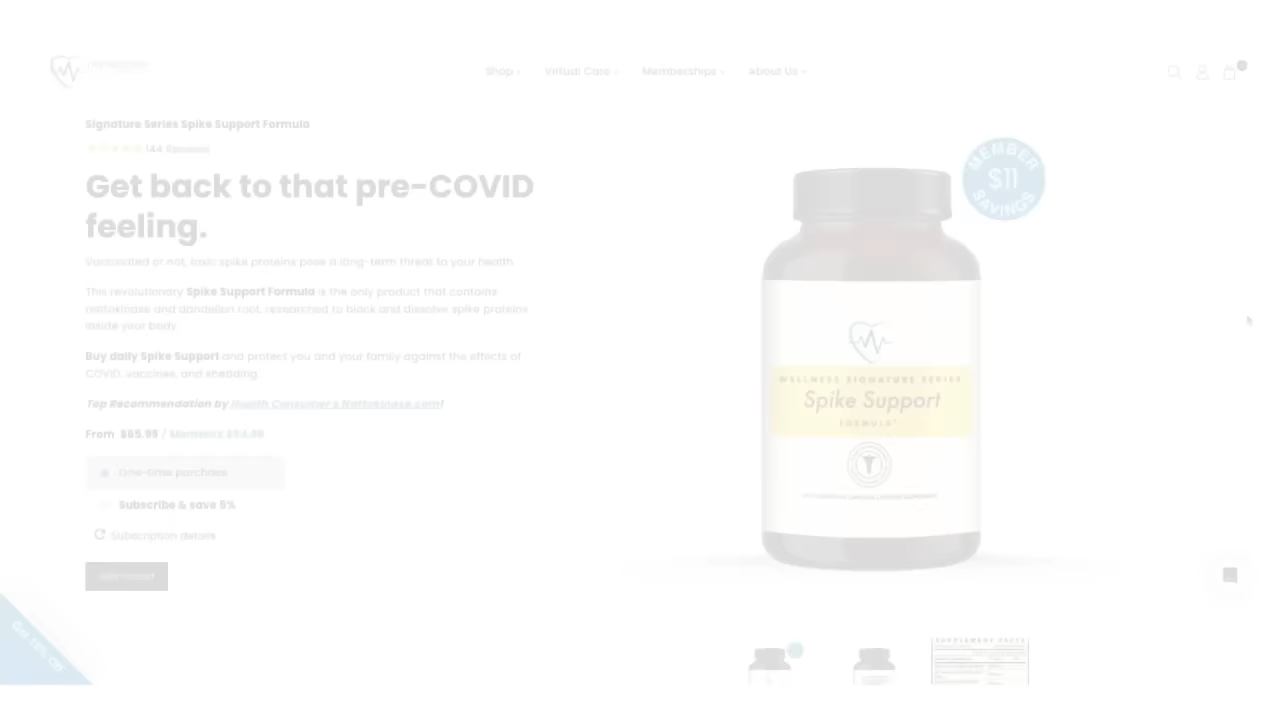 Shop
Virtual Care
Memberships
About Us
Signature Series Spike Support Formula
144 Reviews
Get back to that pre-COVID
feeling.
Vaccinated or not, toxic spike proteins pose a long-term threat to your health.
This revolutionary Spike Support Formula is the only product that contains
nattokinase and dandelion root, researched to block and dissolve spike proteins
inside your body.
Buy daily Spike Support and protect you and your family against the effects of
COVID, vaccines, and shedding.
Top Recommendation by Health Consumer's Nattokinase.com!
From $65.99 / Members $54.99
One-time purchase
Subscribe & save 5%
Subscription details
MEMBER
$11
SAVINGS
WELLNESS SIGNATURE SERIES
Spike Support
FORMULA
SUPPLEMENT FACTS
Get 10% Off